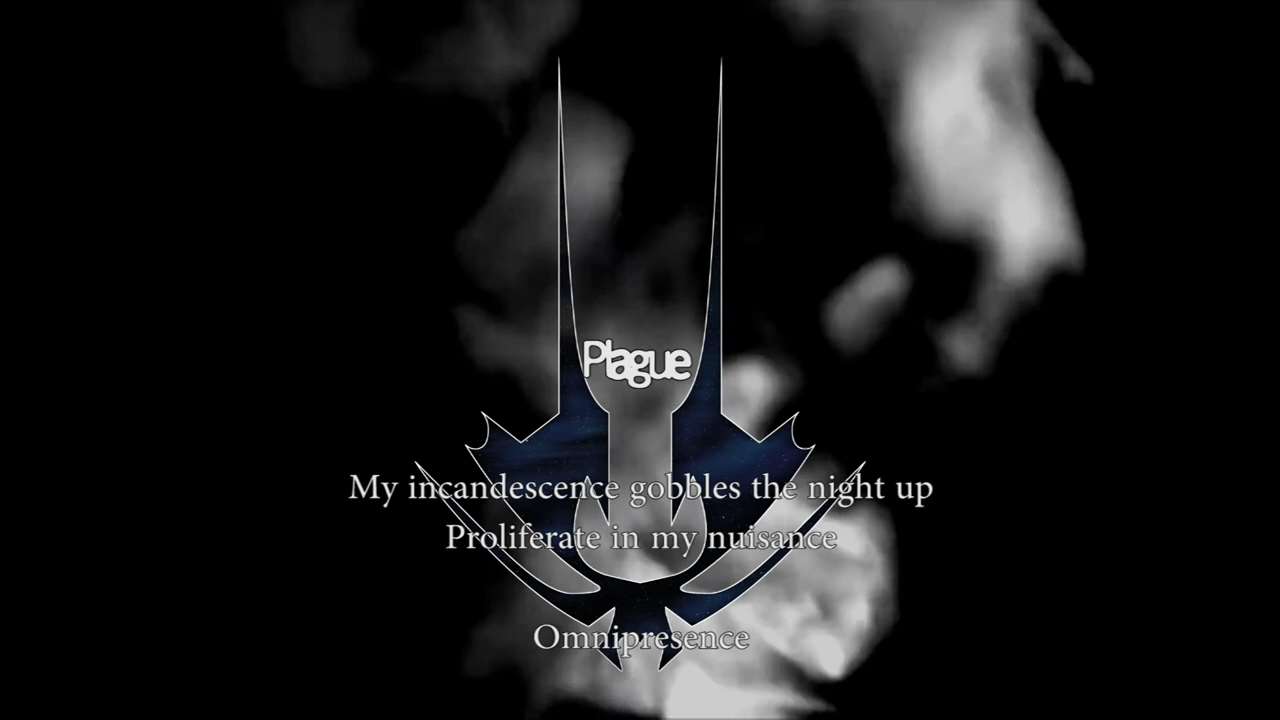 Plague
My incandescence gobbles the night up
Proliferate in my nuisance
Omnipresence